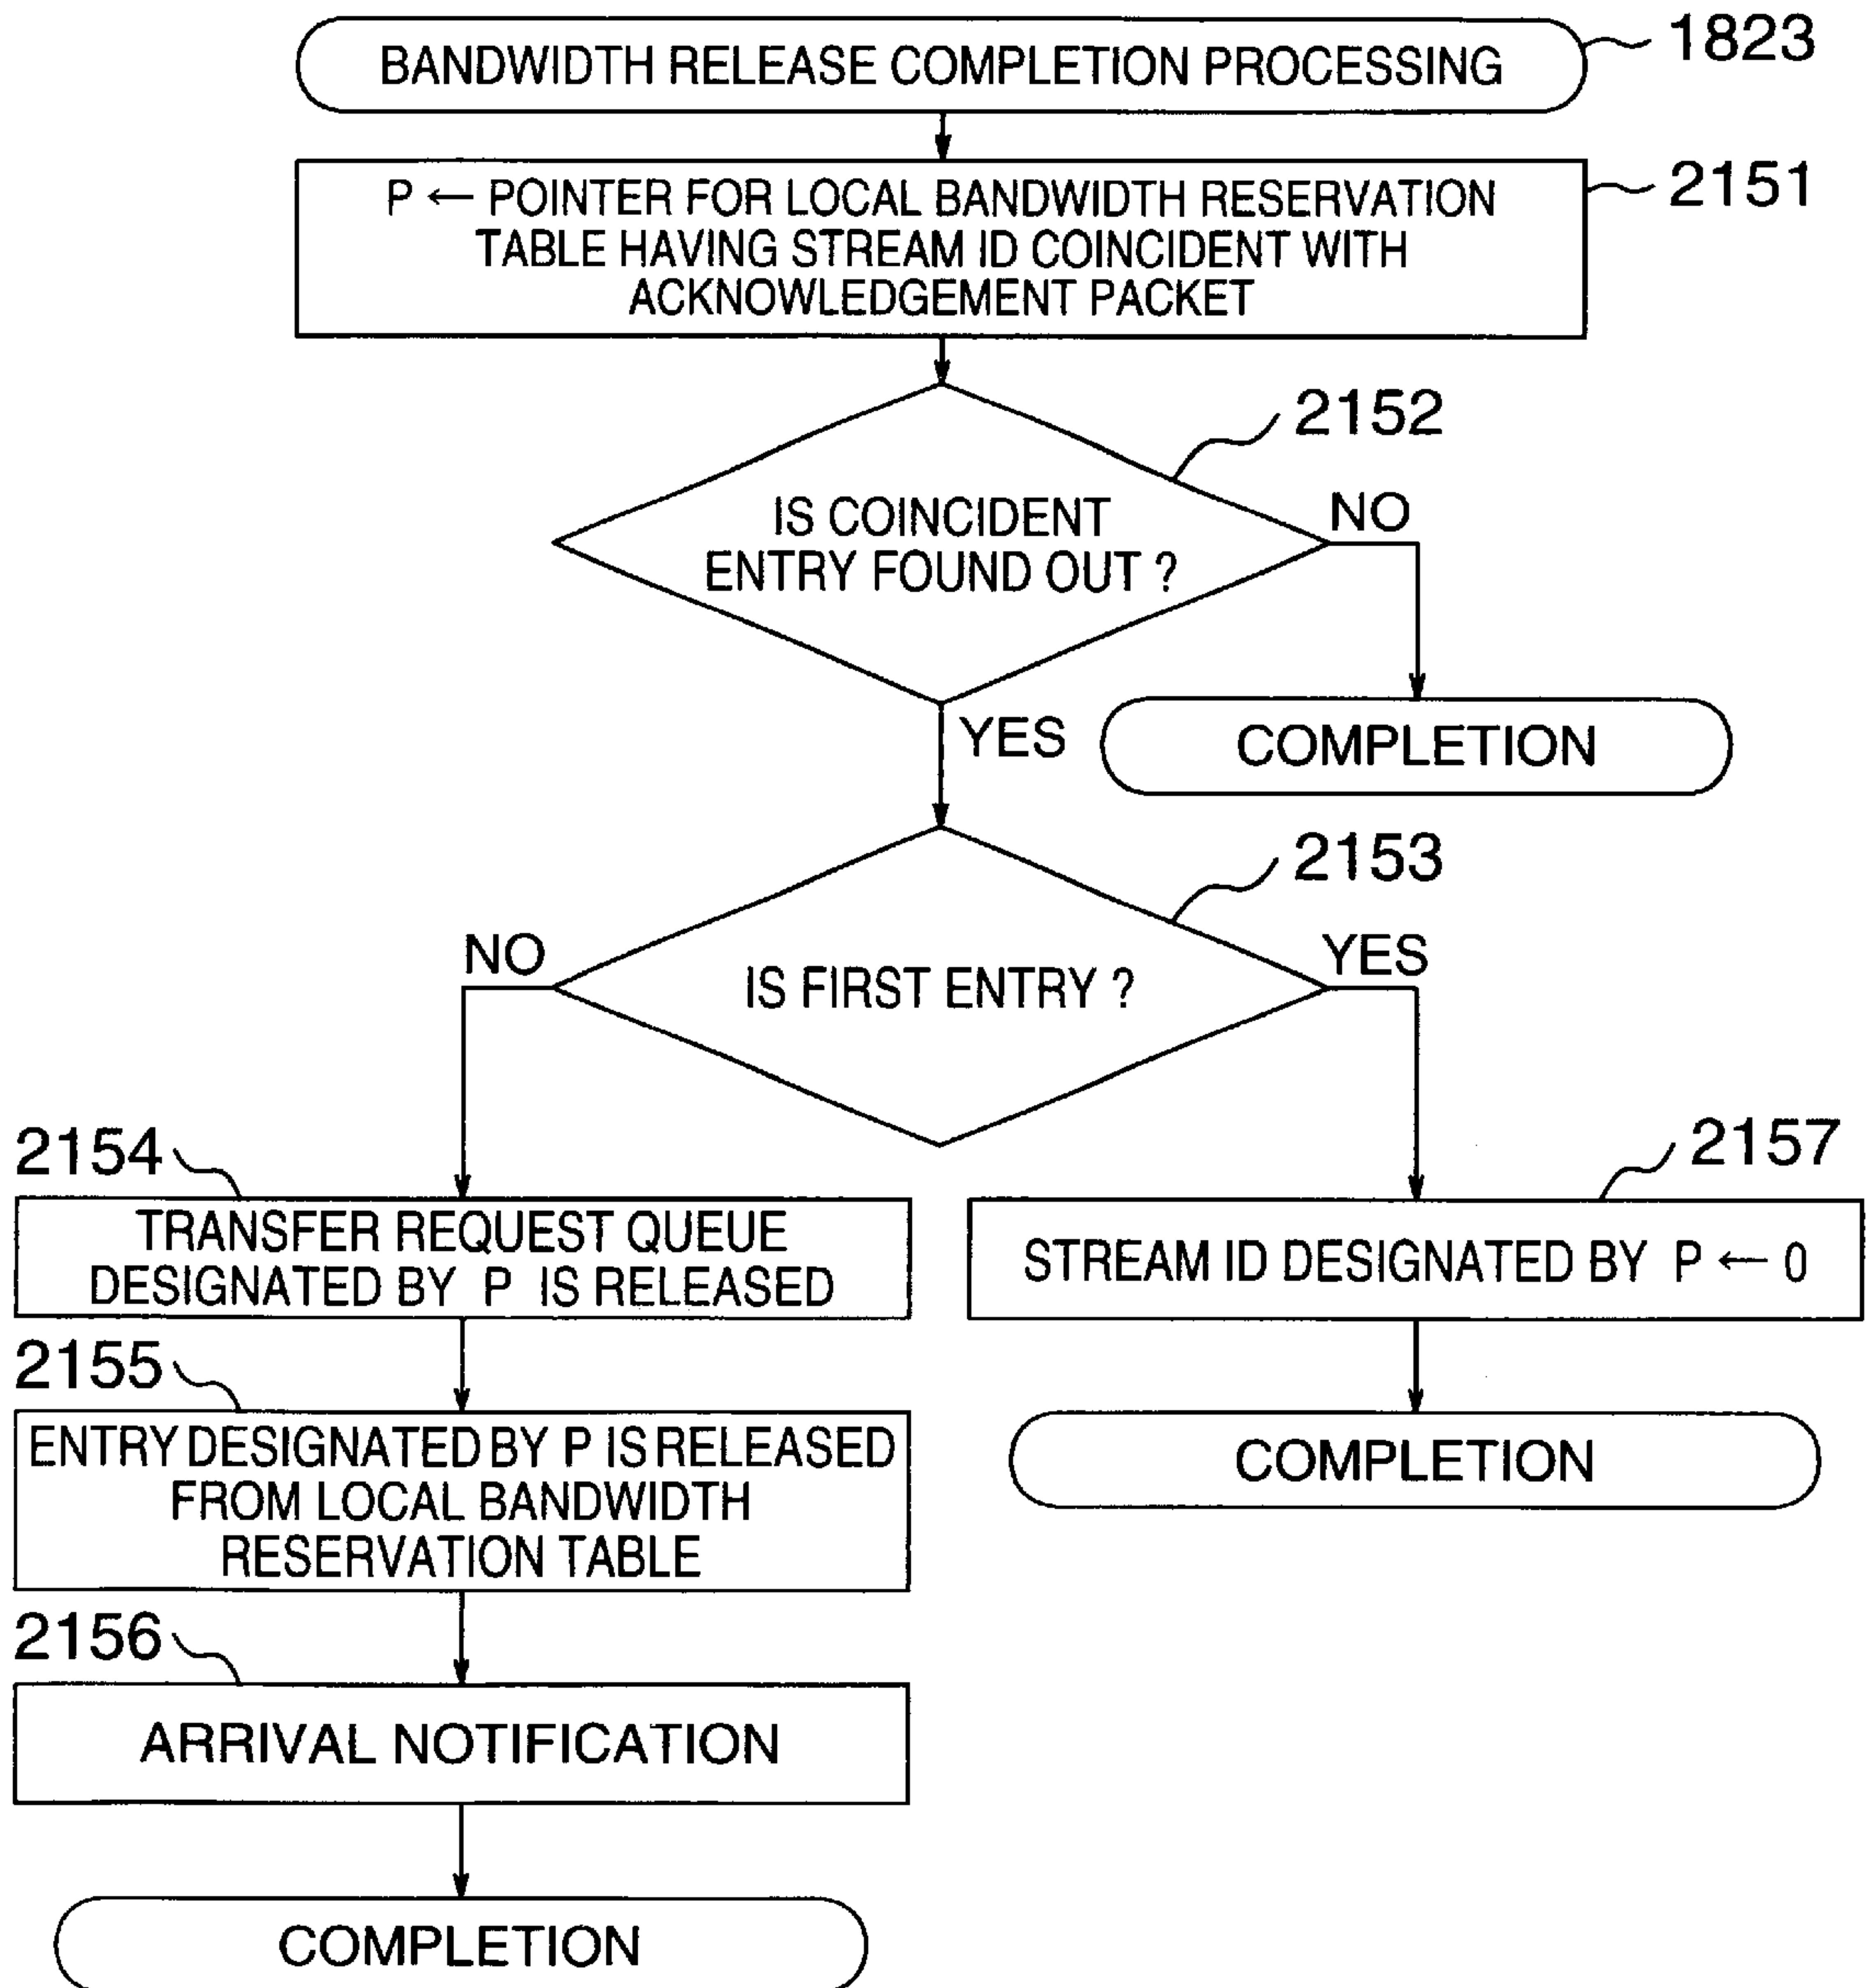 BANDWIDTH RELEASE COMPLETION PROCESSING
1823
P ← POINTER FOR LOCAL BANDWIDTH RESERVATION
TABLE HAVING STREAM ID COINCIDENT WITH
ACKNOWLEDGEMENT PACKET
2151
2152
IS COINCIDENT
ENTRY FOUND OUT ?
NO
YES
COMPLETION
2153
NO
IS FIRST ENTRY ?
YES
2154
TRANSFER REQUEST QUEUE
DESIGNATED BY P IS RELEASED
2157
STREAM ID DESIGNATED BY P ← 0
2155
ENTRY DESIGNATED BY P IS RELEASED
FROM LOCAL BANDWIDTH
RESERVATION TABLE
COMPLETION
2156
ARRIVAL NOTIFICATION
COMPLETION